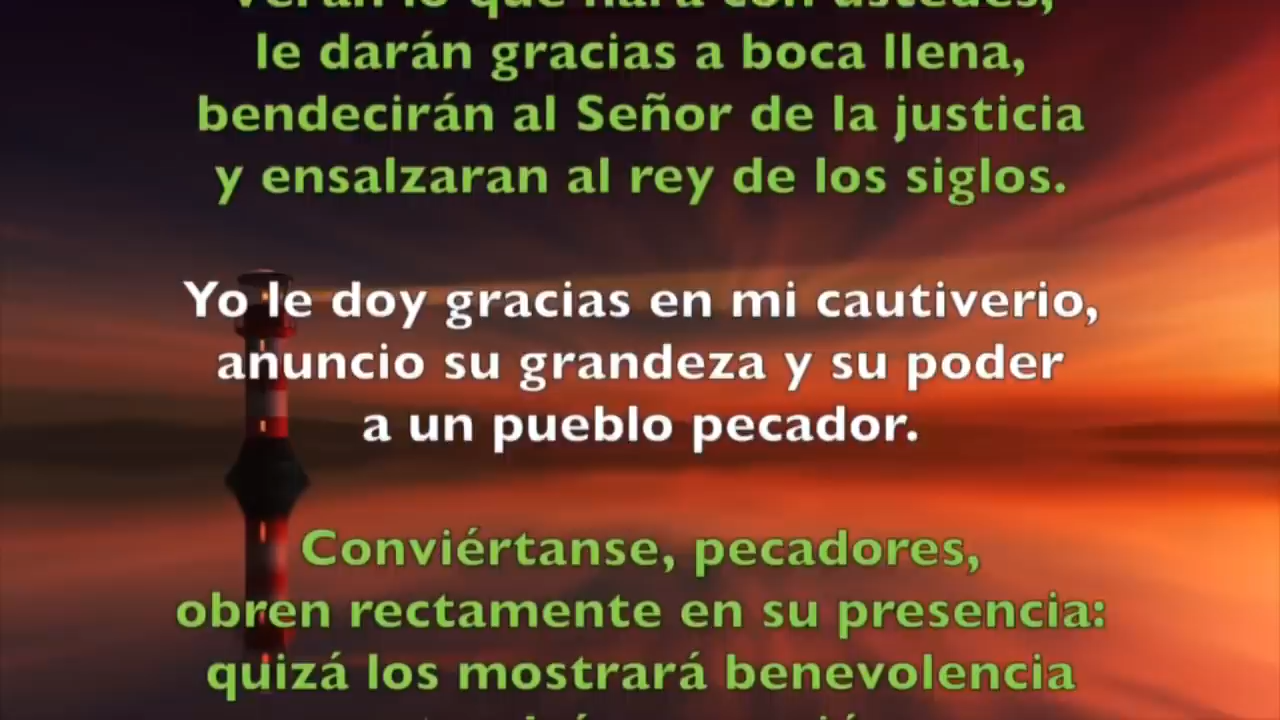 verán lo que hará con ustedes,
le darán gracias a boca llena,
bendecirán al Señor de la justicia
y ensalzaran al rey de los siglos.
Yo le doy gracias en mi cautiverio,
anuncio su grandeza y su poder
a un pueblo pecador.
Conviértanse, pecadores,
obren rectamente en su presencia:
quizá los mostrará benevolencia